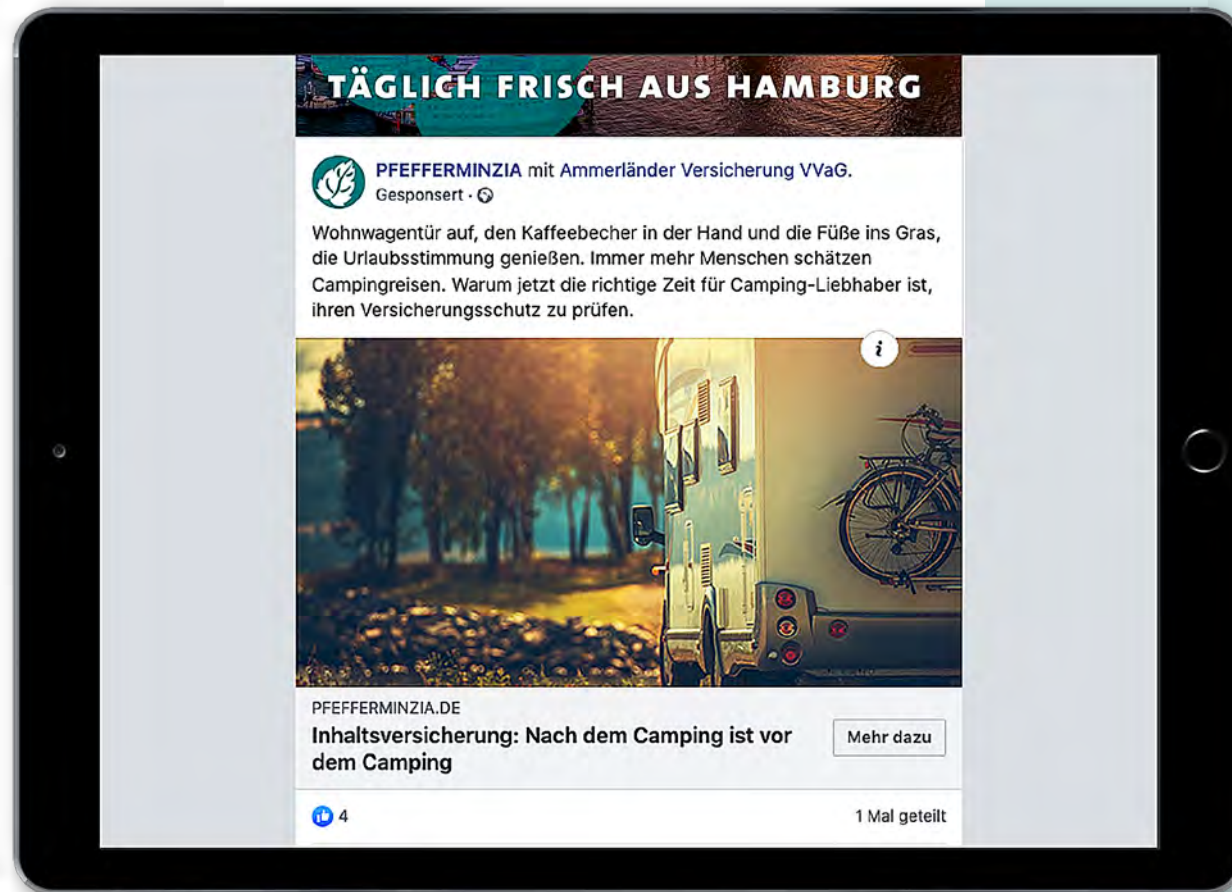 TÄGLICH FRISCH AUS HAMBURG
PFEFFERMINZIA mit Ammerländer Versicherung VVaG.
Gesponsert ·
Wohnwagentür auf, den Kaffeebecher in der Hand und die Füße ins Gras,
die Urlaubsstimmung genießen. Immer mehr Menschen schätzen
Campingreisen. Warum jetzt die richtige Zeit für Camping-Liebhaber ist,
ihren Versicherungsschutz zu prüfen.
i
PFEFFERMINZIA.DE
Inhaltsversicherung: Nach dem Camping ist vor
dem Camping
Mehr dazu
4
1 Mal geteilt